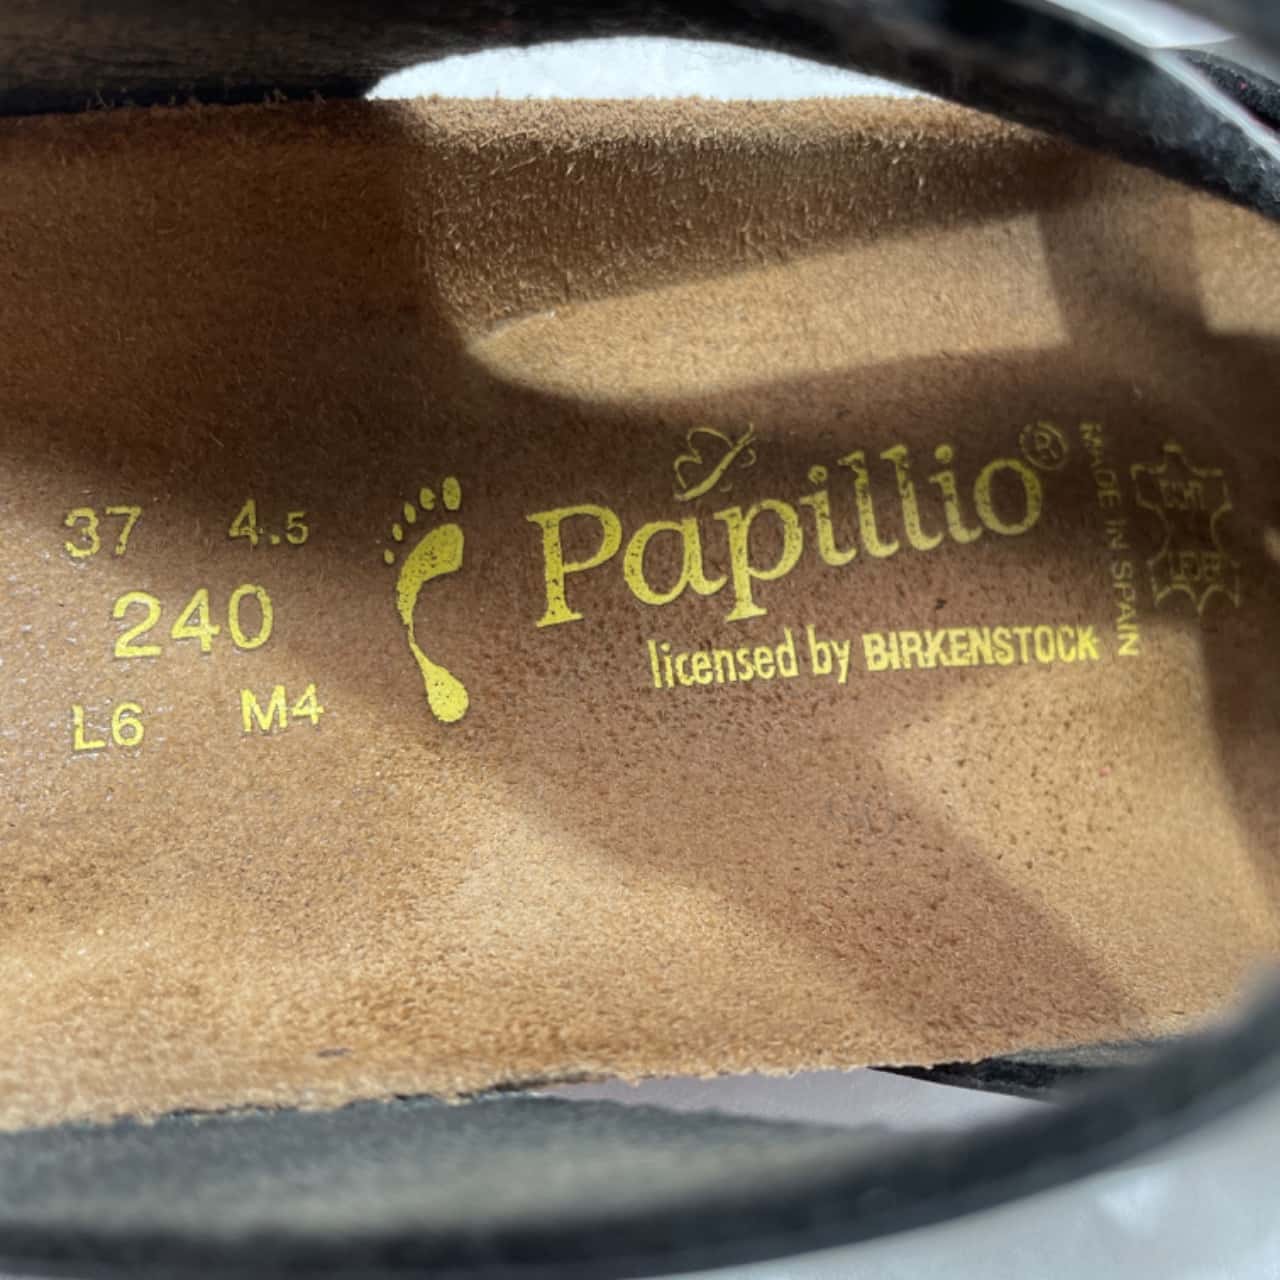 37 4.5
240
L6 M4
Papillio®
licensed by BIRKENSTOCK
MADE IN SPAIN